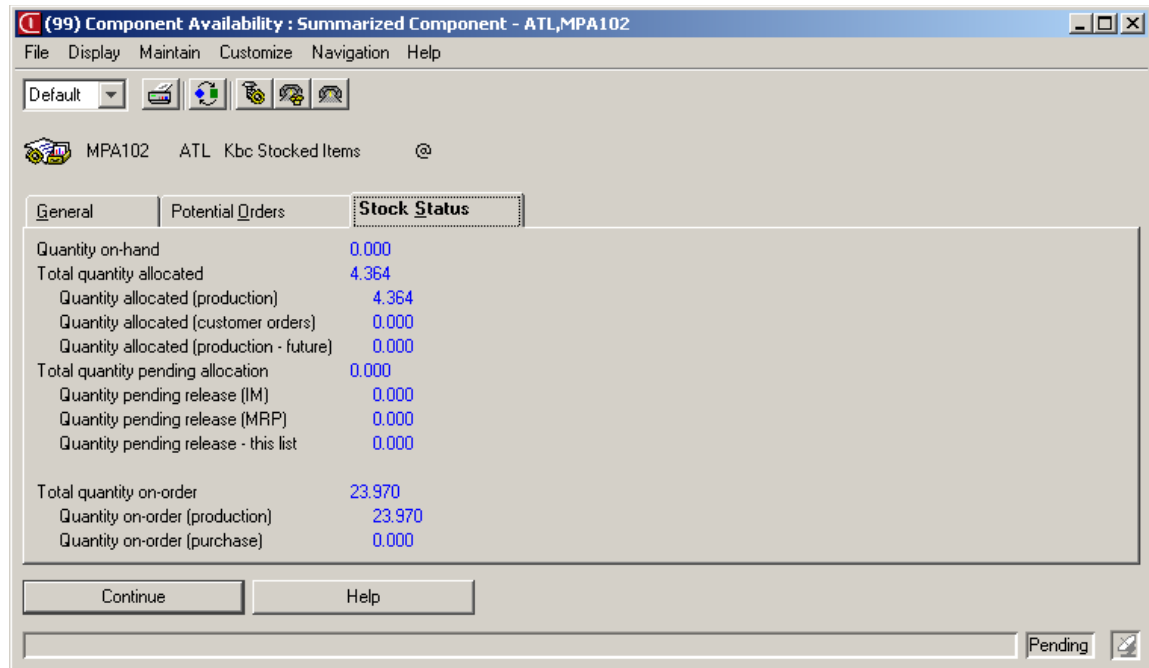 (99) Component Availability : Summarized Component - ATL,MPA102
File Display Maintain Customize Navigation Help
Default
MPA102 ATL Kbc Stocked Items @
General Potential Orders Stock Status
Quantity on-hand 0.000
Total quantity allocated 4.364
Quantity allocated (production) 4.364
Quantity allocated (customer orders) 0.000
Quantity allocated (production - future) 0.000
Total quantity pending allocation 0.000
Quantity pending release (IM) 0.000
Quantity pending release (MRP) 0.000
Quantity pending release - this list 0.000
Total quantity on-order 23.970
Quantity on-order (production) 23.970
Quantity on-order (purchase) 0.000
Continue Help
Pending